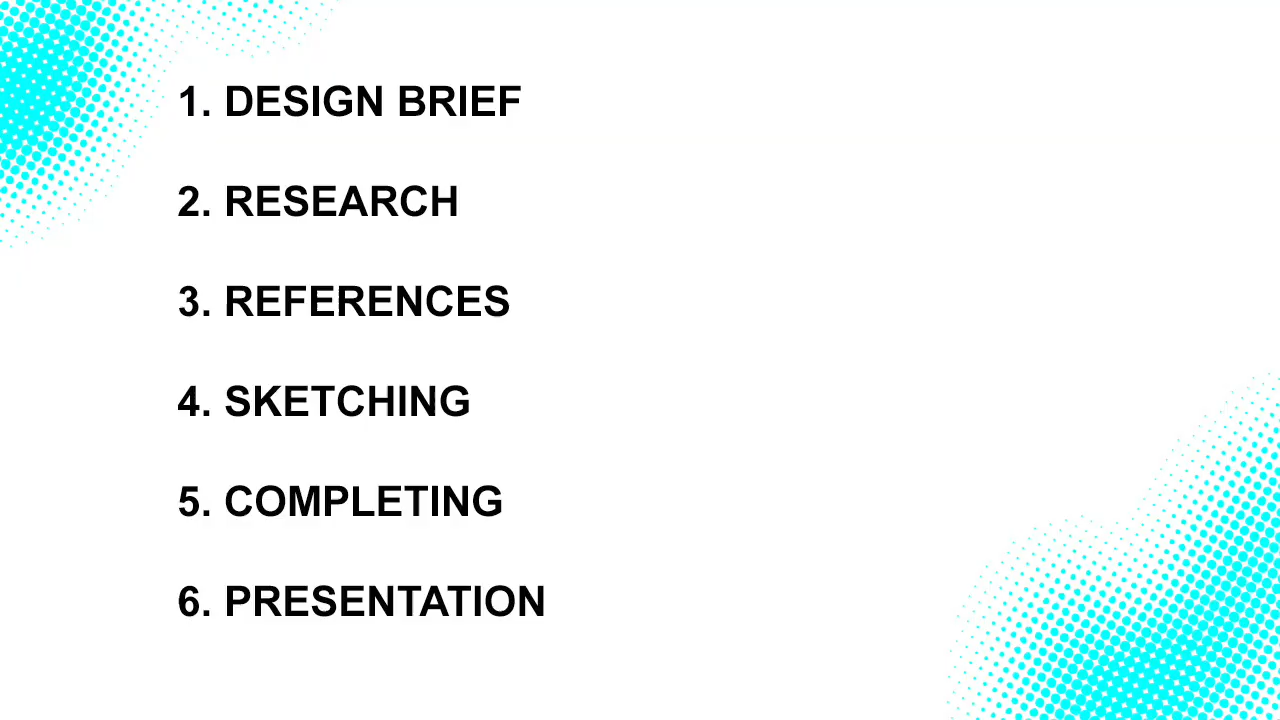 1. DESIGN BRIEF
2. RESEARCH
3. REFERENCES
4. SKETCHING
5. COMPLETING
6. PRESENTATION